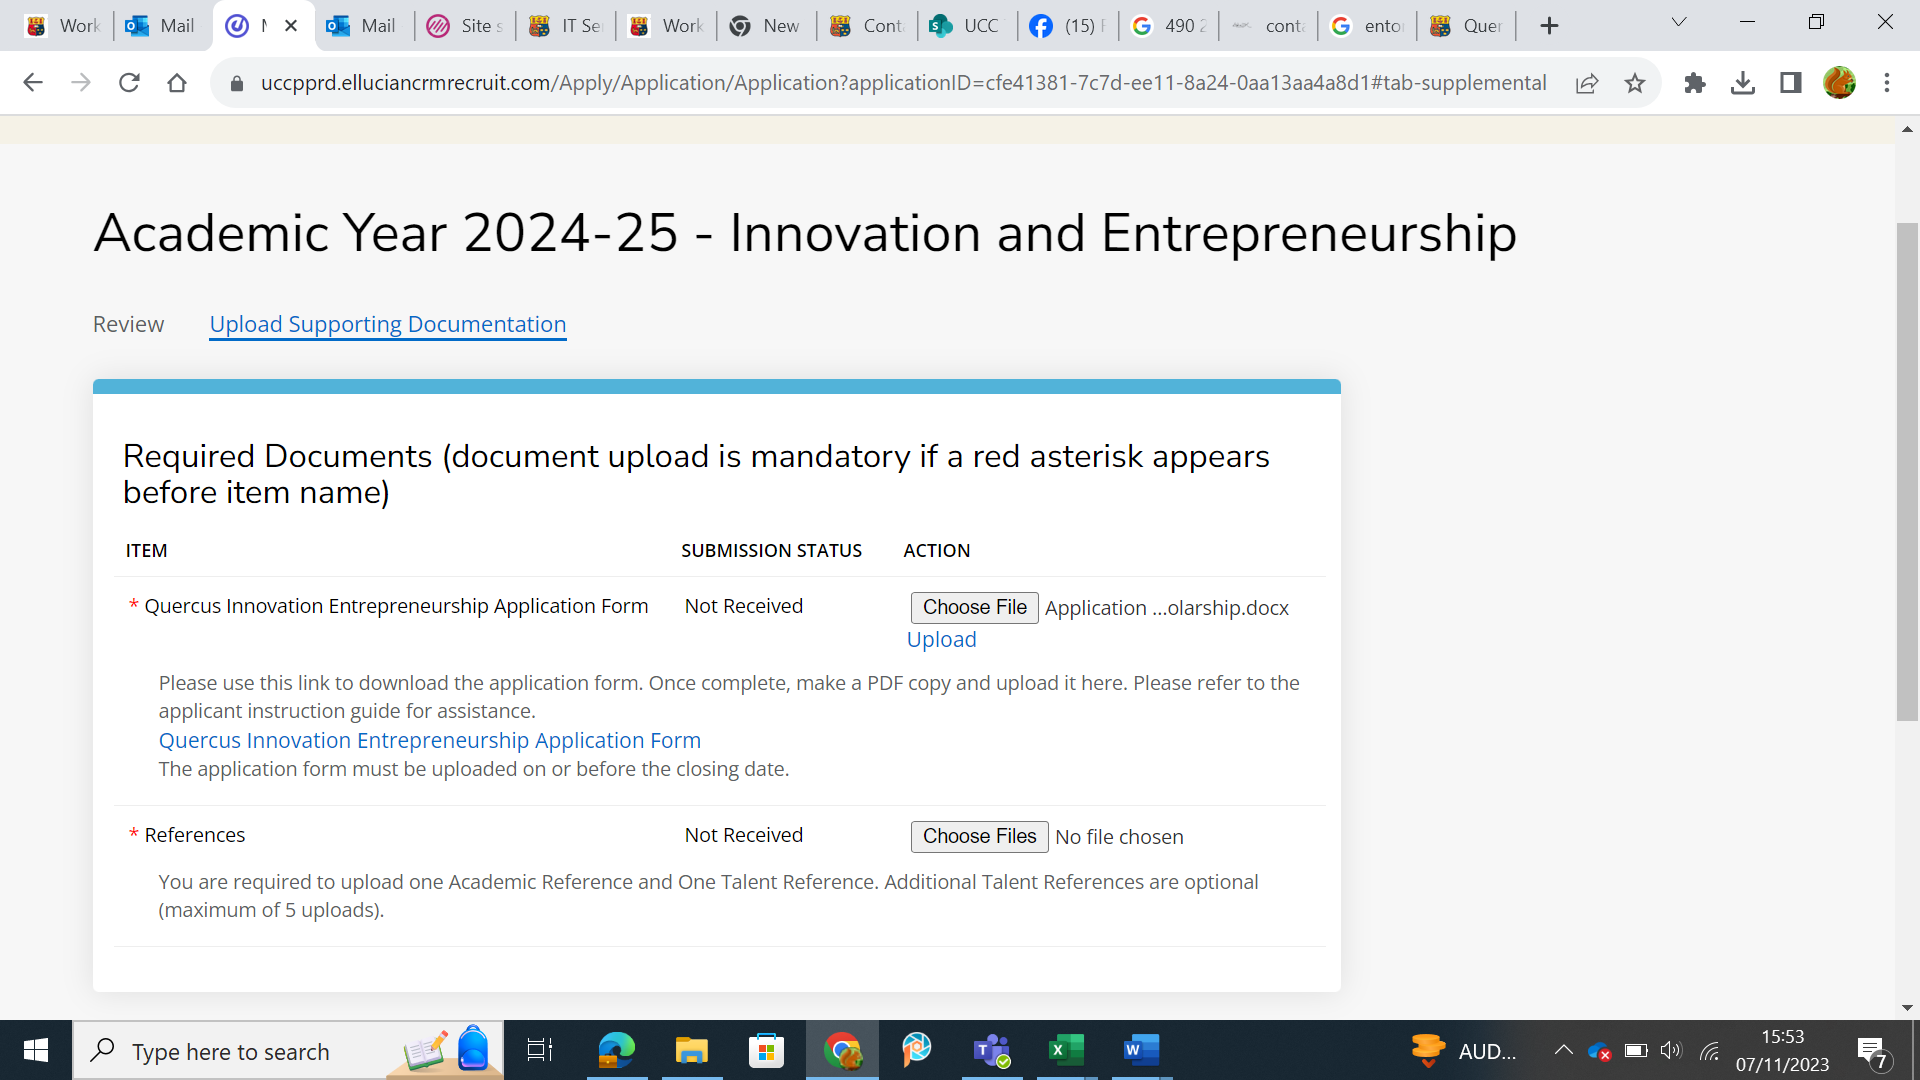 Work
Mail
Mail
Site s
IT Se
Work
New
Cont
UCC
(15) F
490 2
conta
ento
Quer
uccpprd.elluciancrmrecruit.com/Apply/Application/Application?applicationID=cfe41381-7c7d-ee11-8a24-0aa13aa4a8d1#tab-supplemental
Academic Year 2024-25 - Innovation and Entrepreneurship
Review
Upload Supporting Documentation
Required Documents (document upload is mandatory if a red asterisk appears
before item name)
ITEM SUBMISSION STATUS ACTION
* Quercus Innovation Entrepreneurship Application Form Not Received Choose File Application ...olarship.docx
Upload
Please use this link to download the application form. Once complete, make a PDF copy and upload it here. Please refer to the
applicant instruction guide for assistance.
Quercus Innovation Entrepreneurship Application Form
The application form must be uploaded on or before the closing date.
* References Not Received Choose Files No file chosen
You are required to upload one Academic Reference and One Talent Reference. Additional Talent References are optional
(maximum of 5 uploads).
Type here to search
AUD...
15:53
07/11/2023
7